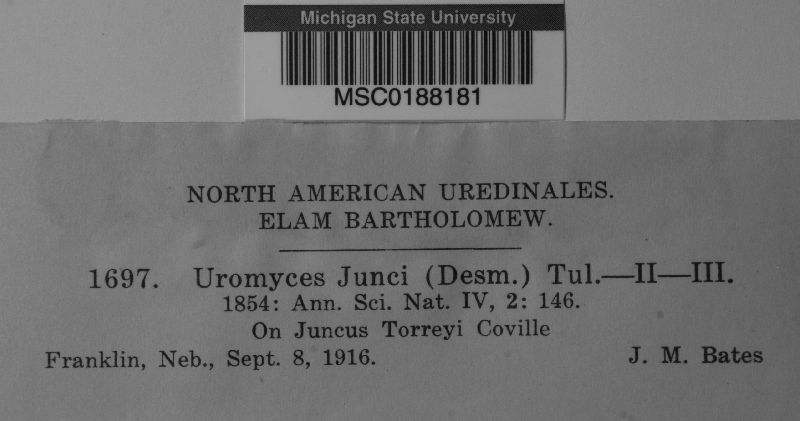 Michigan State University
MSC0188181
NORTH AMERICAN UREDINALES.
ELAM BARTHOLOMEW.
1697. Uromyces Junci (Desm.) Tul.—II—III.
1854: Ann. Sci. Nat. IV, 2: 146.
On Juncus Torreyi Coville
Franklin, Neb., Sept. 8, 1916. J. M. Bates